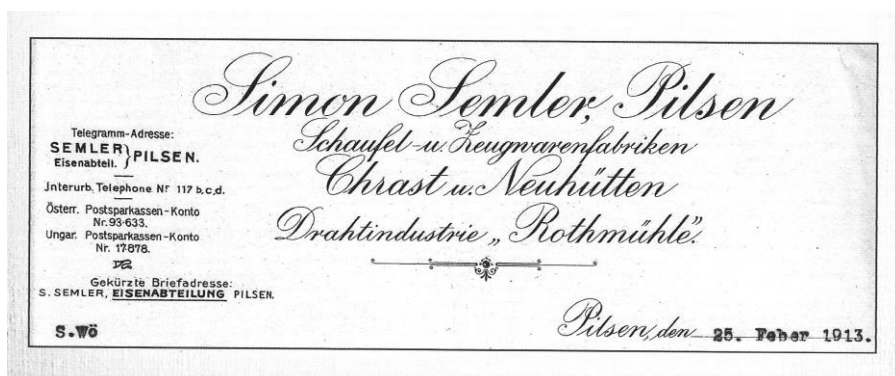 Simon Semler, Pilsen
Schaufel- u. Zeugwarenfabriken
Chrast u. Neuhütten
Drahtindustrie „Rothmühle”.
Telegramm-Adresse:
SEMLER
Eisenabteil. } PILSEN.
Jnterurb. Telephone Nr 117 b, c, d.
Österr. Postsparkassen-Konto
Nr. 93·633.
Ungar. Postsparkassen-Konto
Nr. 17·878.
Gekürzte Briefadresse:
S. SEMLER, EISENABTEILUNG PILSEN.
S.Wö
Pilsen, den 25. Feber 1913.